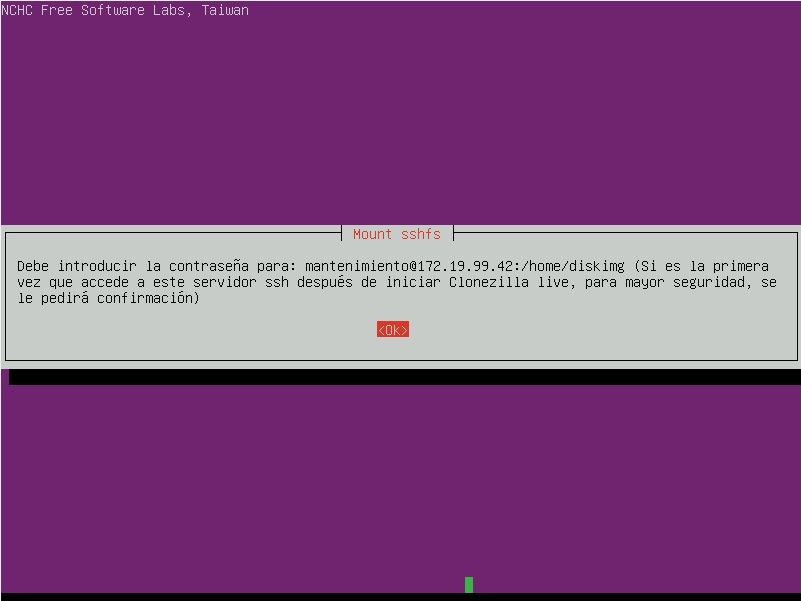 NCHC Free Software Labs, Taiwan
Mount sshfs
Debe introducir la contraseña para: mantenimiento@172.19.99.42:/home/diskimg (Si es la primera
vez que accede a este servidor ssh después de iniciar Clonezilla live, para mayor seguridad, se
le pedirá confirmación)
<Ok>